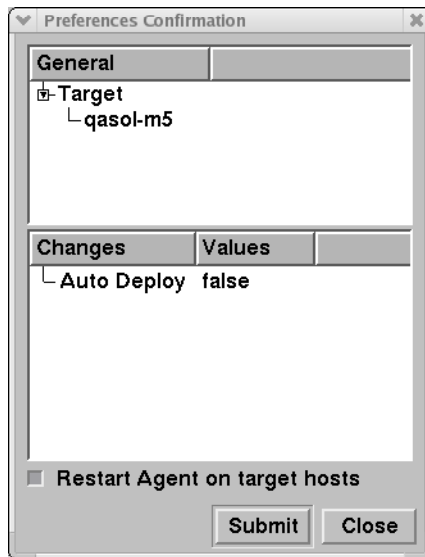 Preferences Confirmation
General
Target
qasol-m5
Changes Values
Auto Deploy false
Restart Agent on target hosts
Submit Close